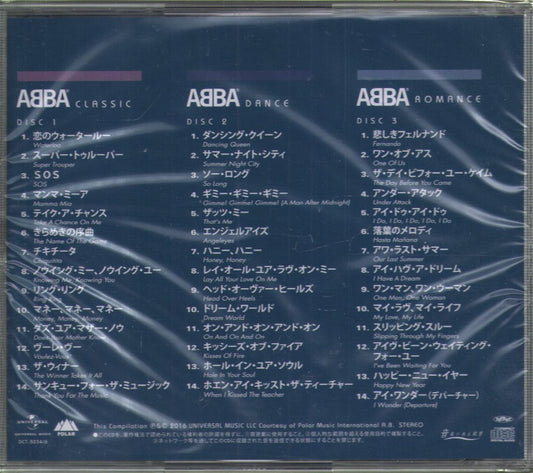 ABBA CLASSIC
DISC 1
1. 恋のウォータールー
Waterloo
2. スーパー・トゥルーパー
Super Trouper
3. SOS
SOS
4. マンマ・ミーア
Mamma Mia
5. テイク・ア・チャンス
Take A Chance On Me
6. きらめきの序曲
The Name Of The Game
7. チキチータ
Chiquitita
8. ノウイング・ミー、ノウイング・ユー
Knowing Me, Knowing You
9. リング・リング
Ring Ring
10. マネー、マネー、マネー
Money, Money, Money
11. ダズ・ユア・マザー・ノウ
Does Your Mother Know
12. ヴーレ・ヴー
Voulez-Vous
13. ザ・ウィナー
The Winner Takes It All
14. サンキュー・フォー・ザ・ミュージック
Thank You For The Music
ABBA DANCE
DISC 2
1. ダンシング・クイーン
Dancing Queen
2. サマー・ナイト・シティ
Summer Night City
3. ソー・ロング
So Long
4. ギミー・ギミー・ギミー
Gimme! Gimme! Gimme! (A Man After Midnight)
5. ザッツ・ミー
That's Me
6. エンジェルアイズ
Angeleyes
7. ハニー、ハニー
Honey, Honey
8. レイ・オール・ユア・ラヴ・オン・ミー
Lay All Your Love On Me
9. ヘッド・オーヴァー・ヒールズ
Head Over Heels
10. ドリーム・ワールド
Dream World
11. オン・アンド・オン・アンド・オン
On And On And On
12. キッシーズ・オブ・ファイア
Kisses Of Fire
13. ホール・イン・ユア・ソウル
Hole In Your Soul
14. ホエン・アイ・キッスト・ザ・ティーチャー
When I Kissed The Teacher
ABBA ROMANCE
DISC 3
1. 悲しきフェルナンド
Fernando
2. ワン・オブ・アス
One Of Us
3. ザ・デイ・ビフォー・ユー・ケイム
The Day Before You Came
4. アンダー・アタック
Under Attack
5. アイ・ドゥ・アイ・ドゥ
I Do, I Do, I Do, I Do, I Do
6. 落葉のメロディ
Hasta Mañana
7. アワ・ラスト・サマー
Our Last Summer
8. アイ・ハヴ・ア・ドリーム
I Have A Dream
9. ワン・マン、ワン・ウーマン
One Man, One Woman
10. マイ・ラヴ、マイ・ライフ
My Love, My Life
11. スリッピング・スルー
Slipping Through My Fingers
12. アイヴ・ビーン・ウェイティング・
フォー・ユー
I've Been Waiting For You
13. ハッピー・ニュー・イヤー
Happy New Year
14. アイ・ワンダー（デパーチャー）
I Wonder (Departure)
UNIVERSAL
UNIVERSAL MUSIC
POLAR
This Compilation ℗© 2016 UNIVERSAL MUSIC LLC Courtesy of Polar Music International A.B. STEREO